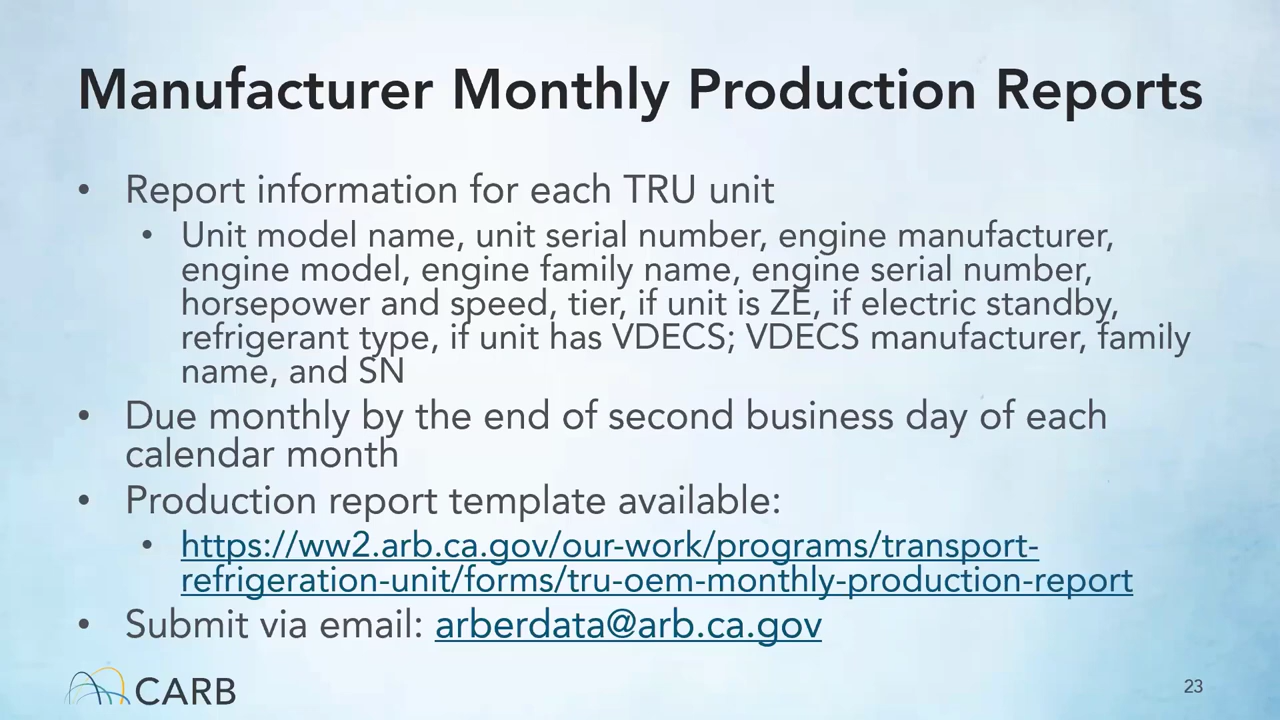 Manufacturer Monthly Production Reports
• Report information for each TRU unit
• Unit model name, unit serial number, engine manufacturer,
engine model, engine family name, engine serial number,
horsepower and speed, tier, if unit is ZE, if electric standby,
refrigerant type, if unit has VDECS; VDECS manufacturer, family
name, and SN
• Due monthly by the end of second business day of each
calendar month
• Production report template available:
• https://ww2.arb.ca.gov/our-work/programs/transport-
refrigeration-unit/forms/tru-oem-monthly-production-report
• Submit via email: arberdata@arb.ca.gov
CARB
23